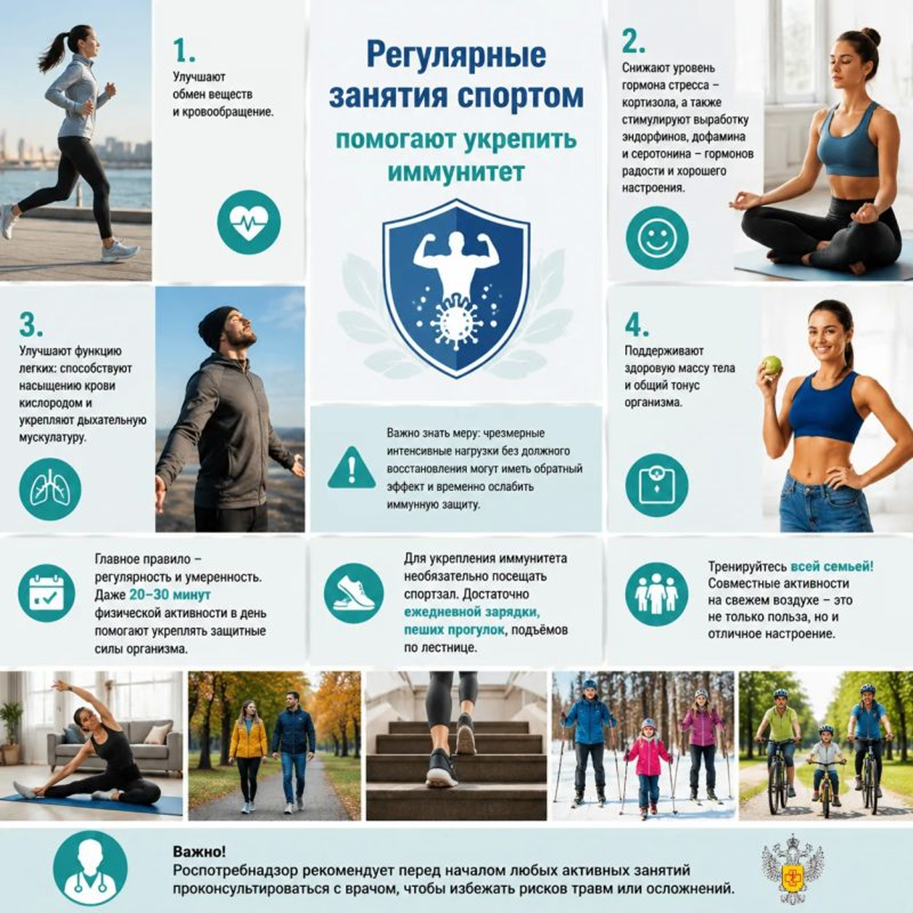 Регулярные
занятия спортом
помогают укрепить
иммунитет
1.
Улучшают
обмен веществ
и кровообращение.
2.
Снижают уровень
гормона стресса –
кортизола, а также
стимулируют выработку
эндорфинов, дофамина
и серотонина – гормонов
радости и хорошего
настроения.
3.
Улучшают функцию
легких: способствуют
насыщению крови
кислородом и
укрепляют дыхательную
мускулатуру.
4.
Поддерживают
здоровую массу тела
и общий тонус
организма.
Важно знать меру: чрезмерные
интенсивные нагрузки без должного
восстановления могут иметь обратный
эффект и временно ослабить
иммунную защиту.
Главное правило –
регулярность и умеренность.
Даже 20–30 минут
физической активности в день
помогают укреплять защитные
силы организма.
Для укрепления иммунитета
необязательно посещать
спортзал. Достаточно
ежедневной зарядки,
пеших прогулок, подъёмов
по лестнице.
Тренируйтесь всей семьей!
Совместные активности
на свежем воздухе – это
не только польза, но и
отличное настроение.
Важно!
Роспотребнадзор рекомендует перед началом любых активных занятий
проконсультироваться с врачом, чтобы избежать рисков травм или осложнений.